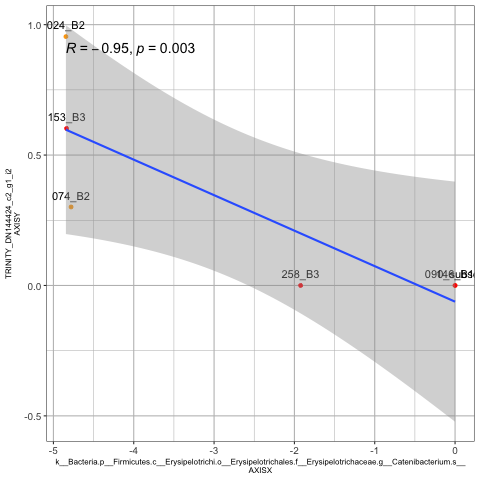 1.0
024_B2
R = −0.95, p = 0.003
153_B3
0.5
074_B2
258_B3
0.0
-0.5
-5
-4
-3
-2
-1
0
TRINITY_DN144424_c2_g1_i2
AXISY
k__Bacteria.p__Firmicutes.c__Erysipelotrichi.o__Erysipelotrichales.f__Erysipelotrichaceae.g__Catenibacterium.s__
AXISX